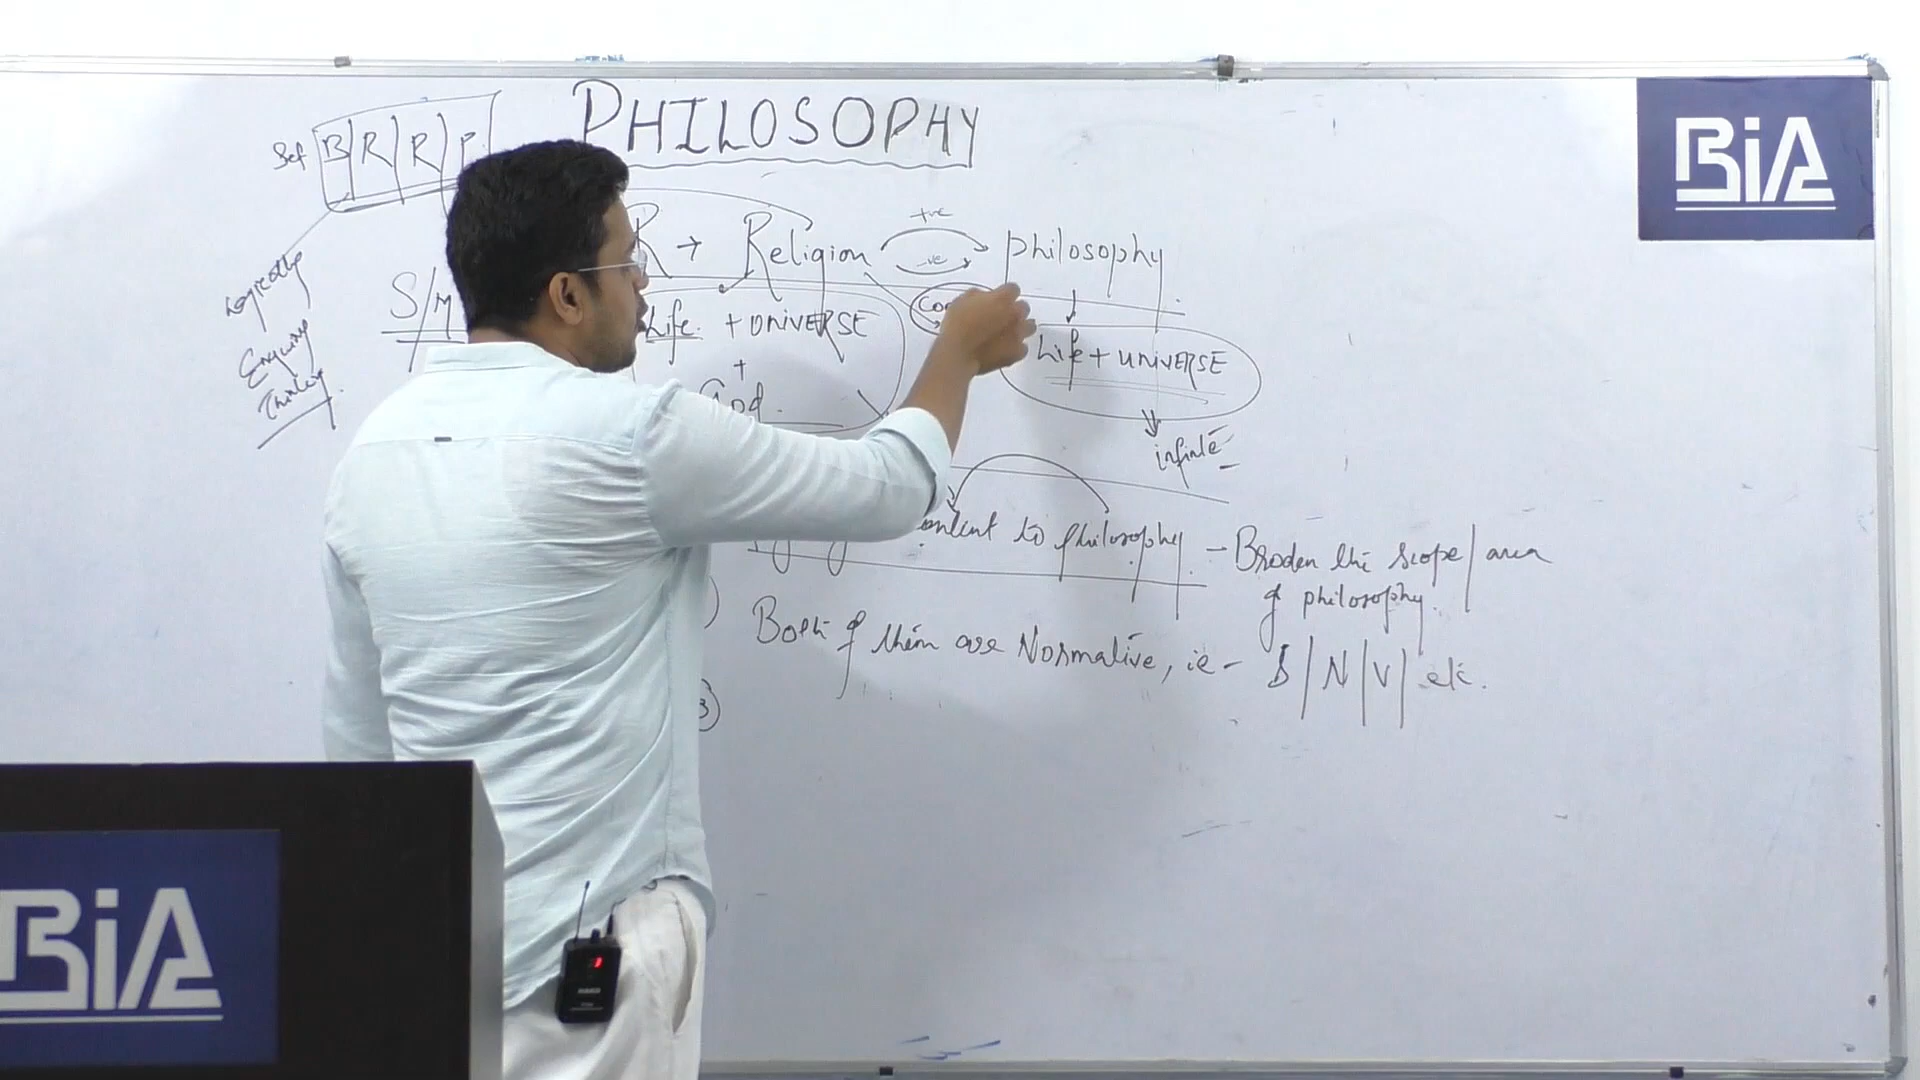 PHILOSOPHY
BiA
Sef B | R | R | P
R → Religion +ve -ve philosophy
S/M
Life + UNIVERSE
+
God.
Life + UNIVERSE
infinite
Enquiry
Thinking
content to philosophy - Broden the scope / area
of philosophy.
Both of them are Normative, ie - S | N | V | etc.
BiA